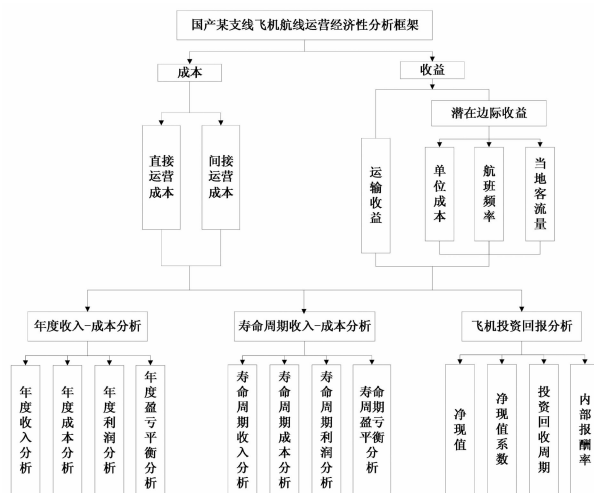 国产某支线飞机航线运营经济性分析框架
成本
收益
潜在边际收益
直接
运营
成本
间接
运营
成本
运输收益
单位成本
航班频率
当地客流量
年度收入-成本分析
寿命周期收入-成本分析
飞机投资回报分析
年度收入分析
年度成本分析
年度利润分析
年度盈亏平衡分析
寿命周期收入分析
寿命周期成本分析
寿命周期利润分析
寿命
周期
盈亏
平衡
分析
净现值
净现值系数
投资回收周期
内部报酬率